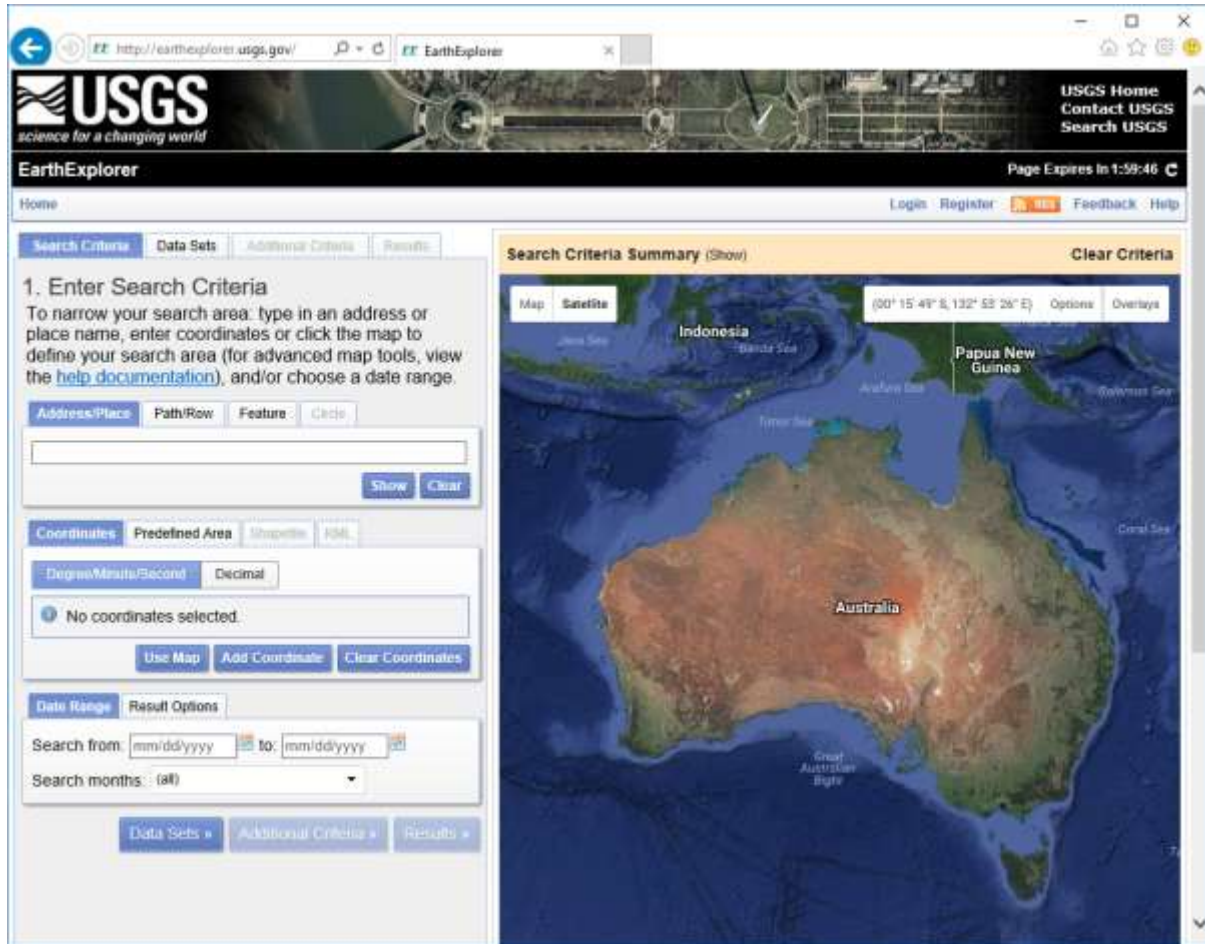 EE http://earthexplorer.usgs.gov/
EE EarthExplorer
USGS
science for a changing world
USGS Home
Contact USGS
Search USGS
EarthExplorer
Page Expires In 1:59:46
Home
Login Register RSS Feedback Help
Search Criteria Data Sets Additional Criteria Results
Search Criteria Summary (Show) Clear Criteria
1. Enter Search Criteria
To narrow your search area: type in an address or
place name, enter coordinates or click the map to
define your search area (for advanced map tools, view
the help documentation), and/or choose a date range.
Address/Place Path/Row Feature Circle
Show Clear
Coordinates Predefined Area Shapefile KML
Degree/Minute/Second Decimal
No coordinates selected.
Use Map Add Coordinate Clear Coordinates
Date Range Result Options
Search from: mm/dd/yyyy to: mm/dd/yyyy
Search months: (all)
Data Sets » Additional Criteria » Results »
Map Satellite
(00° 15' 49" S, 132° 53' 26" E) Options Overlays
Indonesia
Java Sea
Banda Sea
Papua New
Guinea
Arafura Sea
Solomon Sea
Timor Sea
Coral Sea
Australia
Great
Australian
Bight